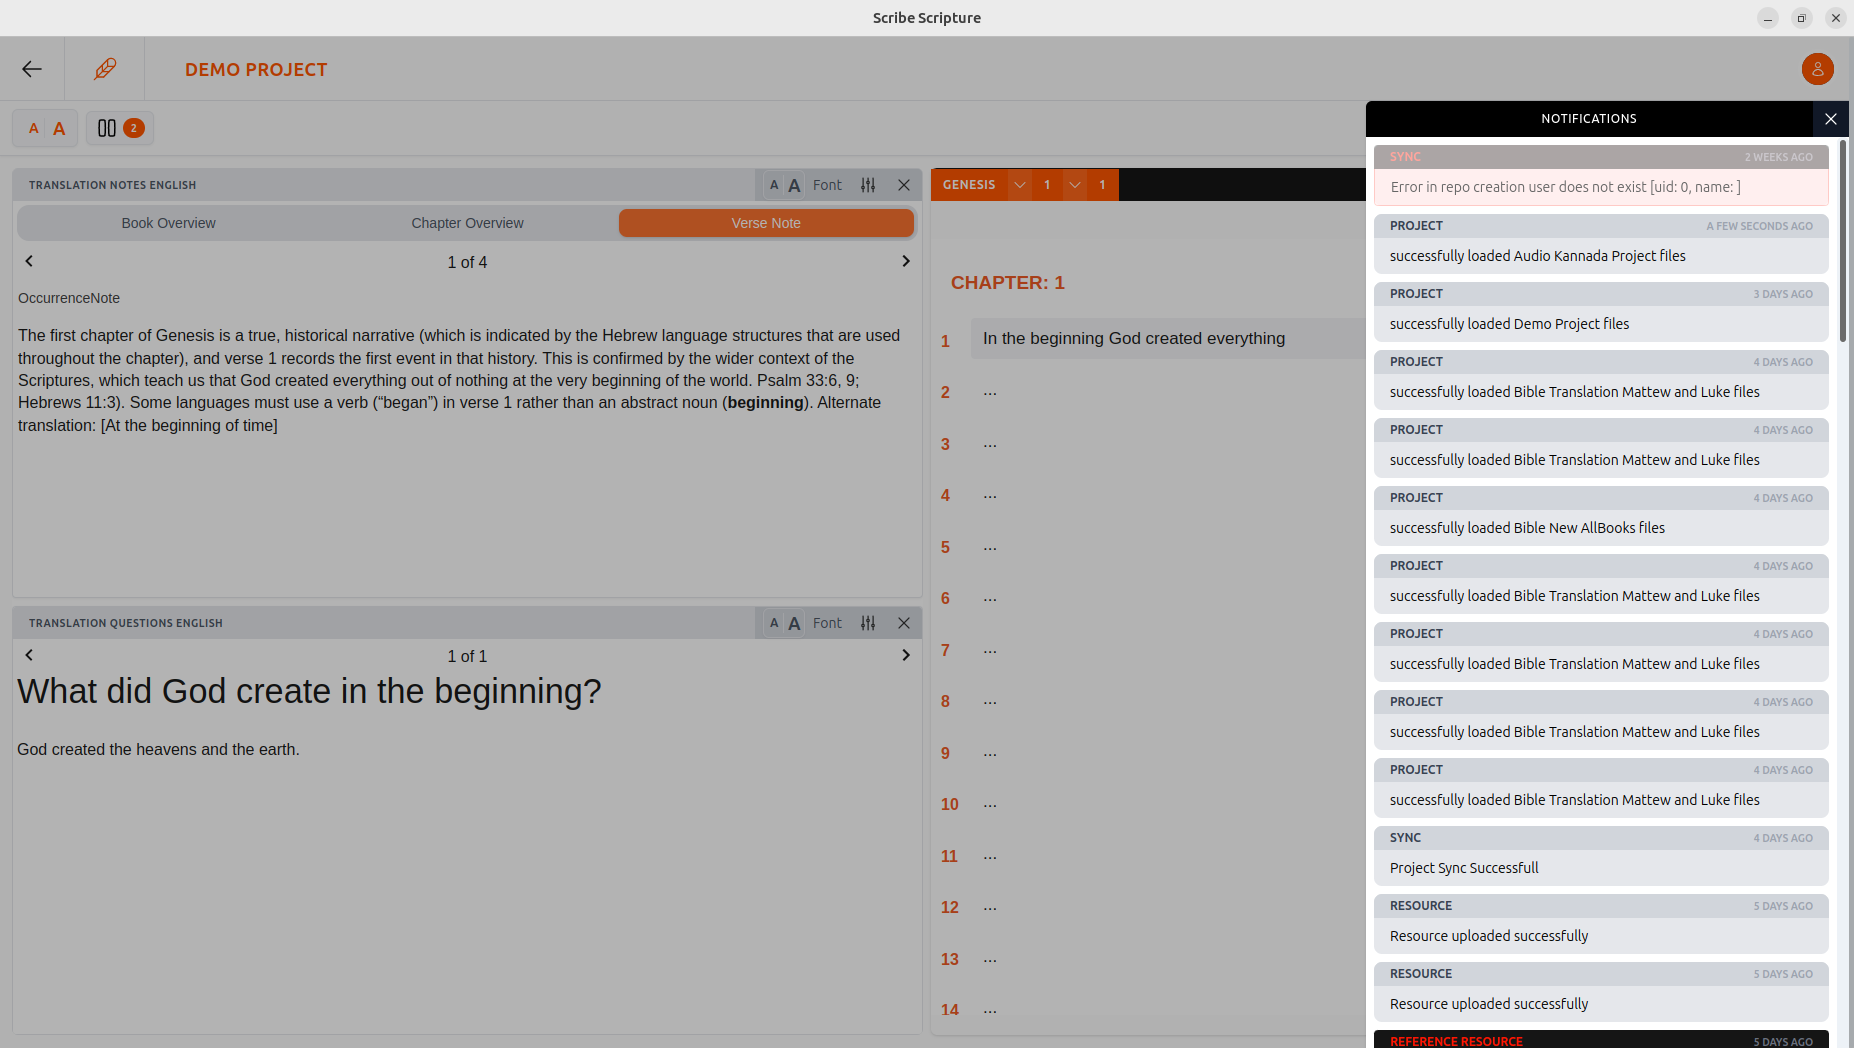 Scribe Scripture
DEMO PROJECT
A A
2
TRANSLATION NOTES ENGLISH
A A Font
Book Overview Chapter Overview Verse Note
1 of 4
OccurrenceNote
The first chapter of Genesis is a true, historical narrative (which is indicated by the Hebrew language structures that are used
throughout the chapter), and verse 1 records the first event in that history. This is confirmed by the wider context of the
Scriptures, which teach us that God created everything out of nothing at the very beginning of the world. Psalm 33:6, 9;
Hebrews 11:3). Some languages must use a verb (“began”) in verse 1 rather than an abstract noun (beginning). Alternate
translation: [At the beginning of time]
TRANSLATION QUESTIONS ENGLISH
A A Font
1 of 1
What did God create in the beginning?
God created the heavens and the earth.
GENESIS 1 1
CHAPTER: 1
1 In the beginning God created everything
2 ...
3 ...
4 ...
5 ...
6 ...
7 ...
8 ...
9 ...
10 ...
11 ...
12 ...
13 ...
14 ...
NOTIFICATIONS
SYNC 2 WEEKS AGO
Error in repo creation user does not exist [uid: 0, name: ]
PROJECT A FEW SECONDS AGO
successfully loaded Audio Kannada Project files
PROJECT 3 DAYS AGO
successfully loaded Demo Project files
PROJECT 4 DAYS AGO
successfully loaded Bible Translation Mattew and Luke files
PROJECT 4 DAYS AGO
successfully loaded Bible Translation Mattew and Luke files
PROJECT 4 DAYS AGO
successfully loaded Bible New AllBooks files
PROJECT 4 DAYS AGO
successfully loaded Bible Translation Mattew and Luke files
PROJECT 4 DAYS AGO
successfully loaded Bible Translation Mattew and Luke files
PROJECT 4 DAYS AGO
successfully loaded Bible Translation Mattew and Luke files
PROJECT 4 DAYS AGO
successfully loaded Bible Translation Mattew and Luke files
SYNC 4 DAYS AGO
Project Sync Successfull
RESOURCE 5 DAYS AGO
Resource uploaded successfully
RESOURCE 5 DAYS AGO
Resource uploaded successfully
REFERENCE RESOURCE 5 DAYS AGO